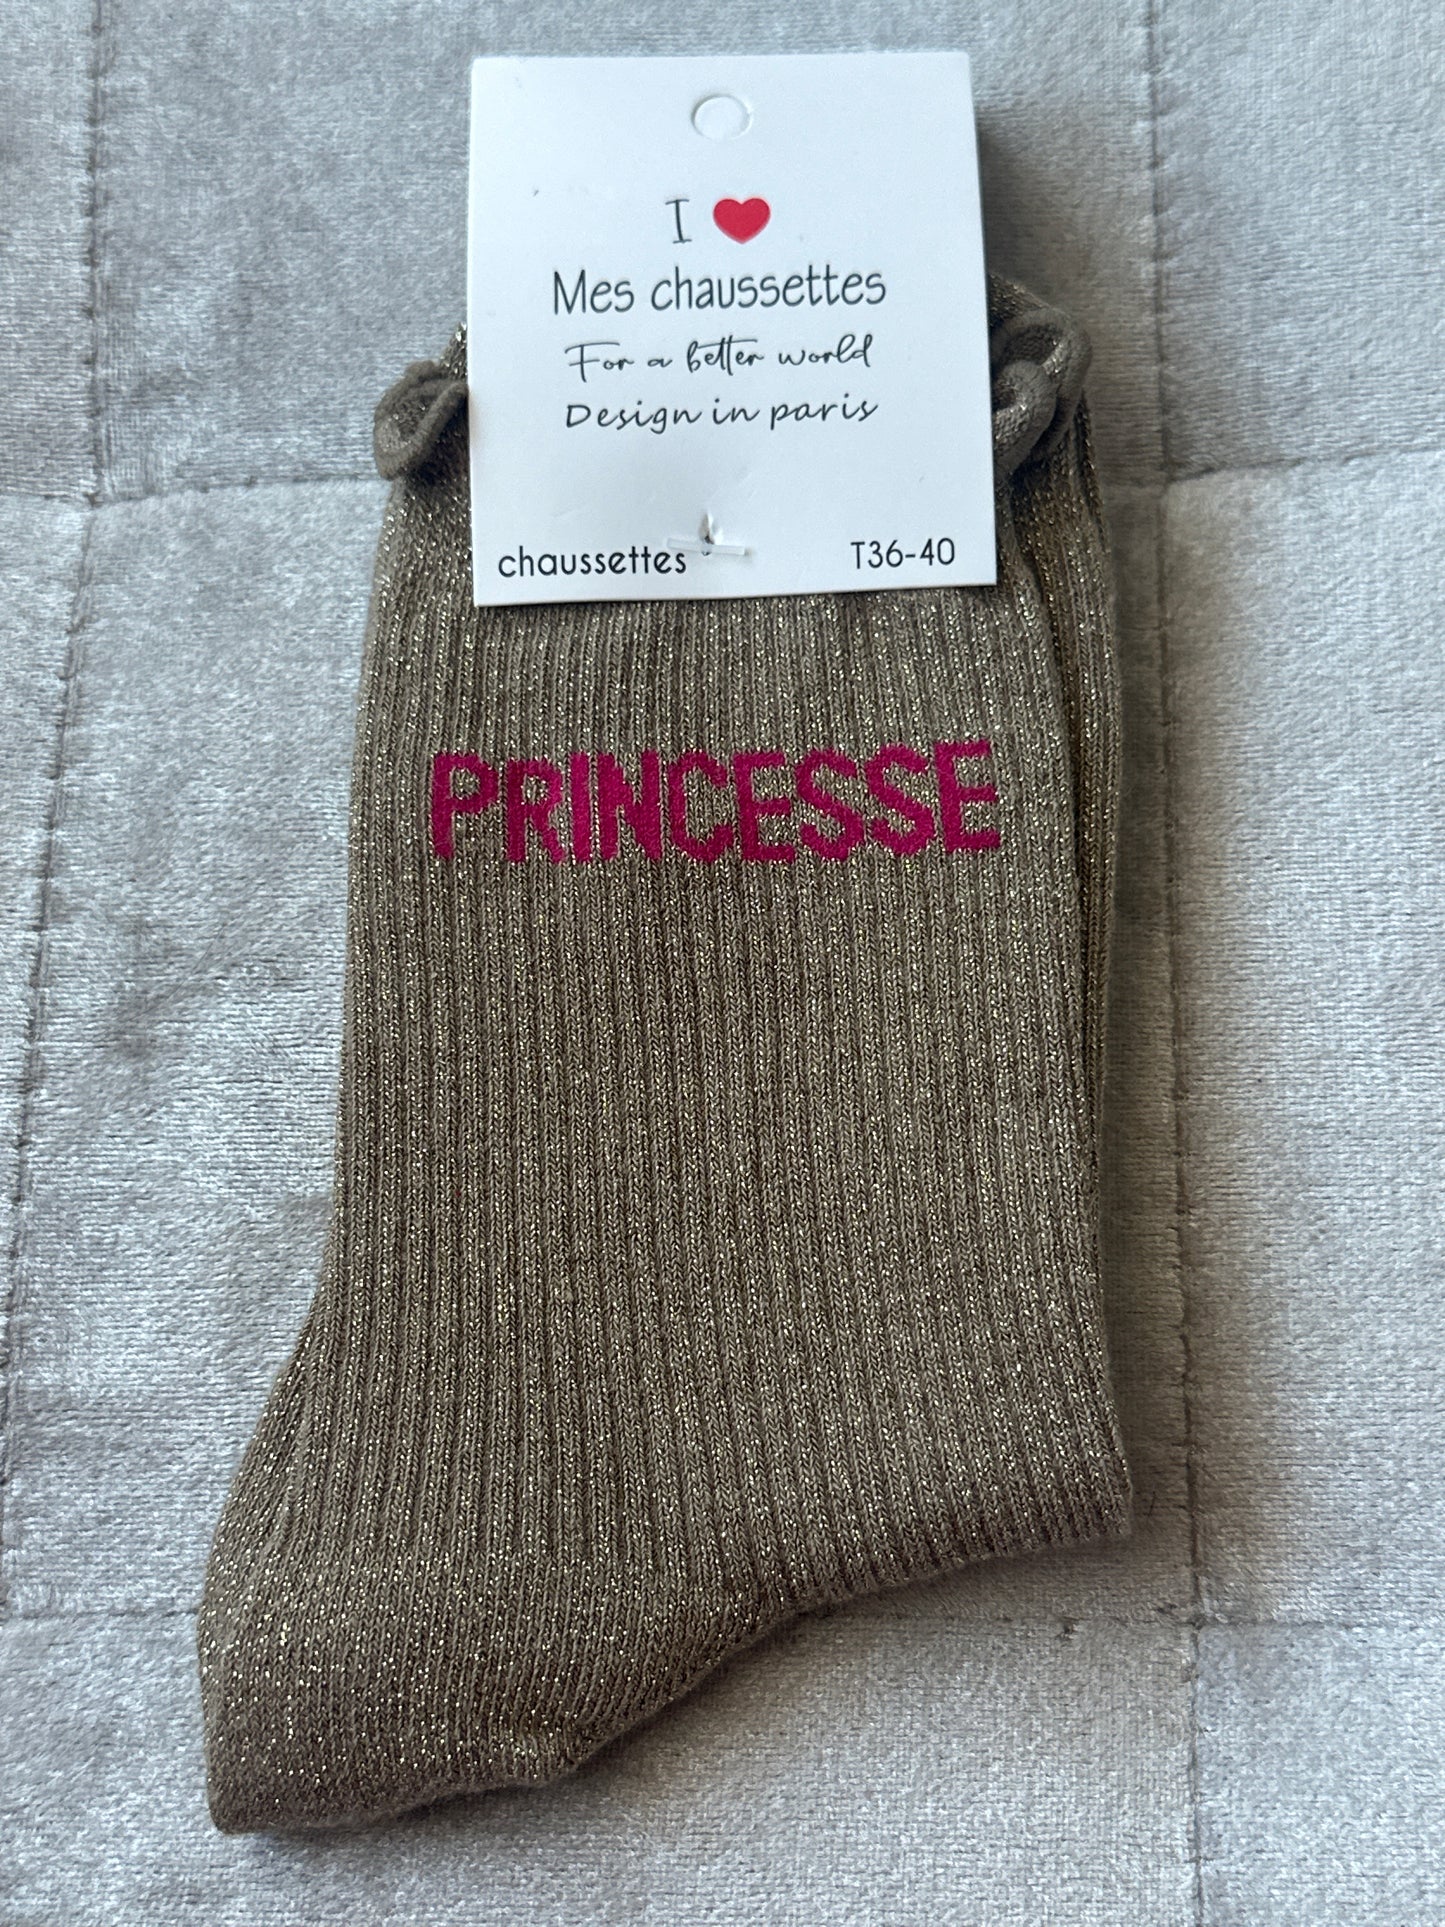 I ❤
Mes chaussettes
For a better world
Design in paris
chaussettes T36-40
PRINCESSE